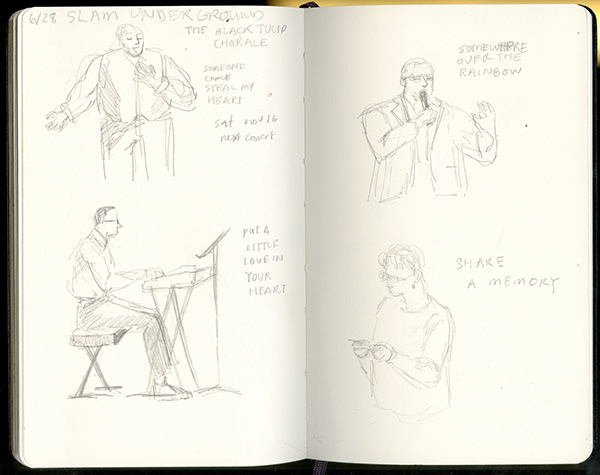 6/28 SLAM UNDERGROUND
THE BLACK TULIP
CHORALE
SOMEONE
COME
STEAL MY
HEART
Sat NOV 16
next concert
PUT A
LITTLE
LOVE IN
YOUR
HEART
SOMEWHERE
OVER THE
RAINBOW
SHARE
A MEMORY